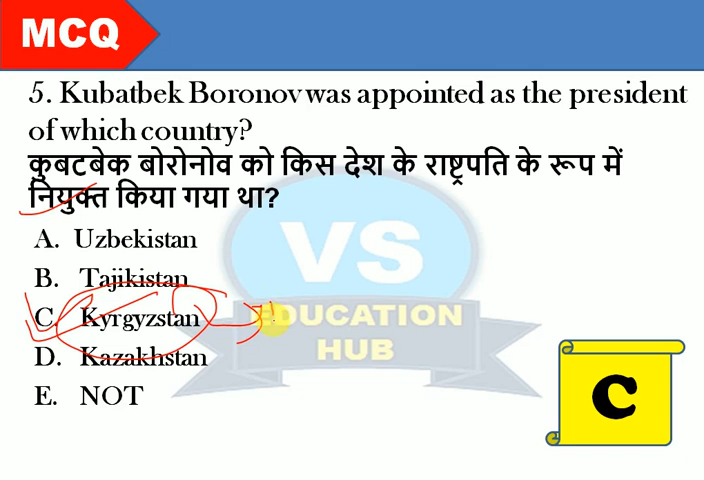 MCQ
5. Kubatbek Boronov was appointed as the president
of which country?
कुबटबेक बोरोनोव को किस देश के राष्ट्रपति के रूप में
नियुक्त किया गया था?
A. Uzbekistan
B. Tajikistan
C. Kyrgyzstan
D. Kazakhstan
E. NOT
VS
EDUCATION
HUB
C